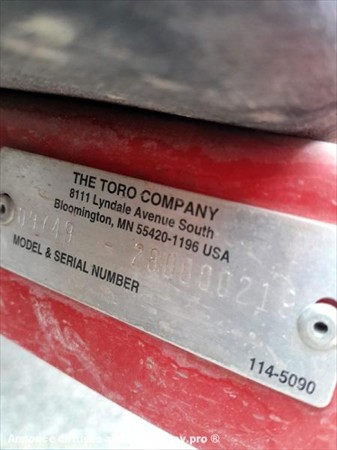 THE TORO COMPANY
8111 Lyndale Avenue South
Bloomington, MN 55420-1196 USA
MODEL & SERIAL NUMBER
114-5090